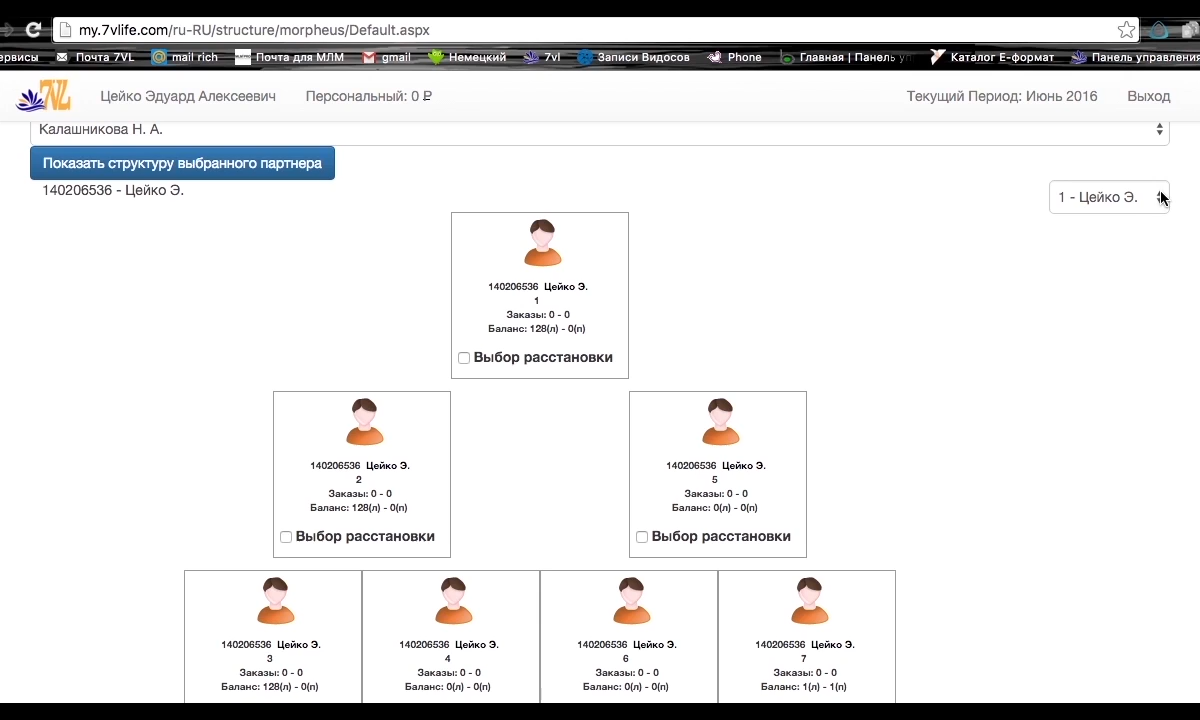 my.7vlife.com/ru-RU/structure/morpheus/Default.aspx
ервисы Почта 7VL mail rich Почта для МЛМ gmail Немецкий 7vl Записи Видосов Phone Главная | Панель Каталог Е-формат Панель управления
7VL Цейко Эдуард Алексеевич Персональный: 0 ₽ Текущий Период: Июнь 2016 Выход
Калашникова Н. А.
Показать структуру выбранного партнера
140206536 - Цейко Э.
1 - Цейко Э.
140206536 Цейко Э.
1
Заказы: 0 - 0
Баланс: 128(л) - 0(п)
Выбор расстановки
140206536 Цейко Э.
2
Заказы: 0 - 0
Баланс: 128(л) - 0(п)
Выбор расстановки
140206536 Цейко Э.
5
Заказы: 0 - 0
Баланс: 0(л) - 0(п)
Выбор расстановки
140206536 Цейко Э.
3
Заказы: 0 - 0
Баланс: 128(л) - 0(п)
140206536 Цейко Э.
4
Заказы: 0 - 0
Баланс: 0(л) - 0(п)
140206536 Цейко Э.
6
Заказы: 0 - 0
Баланс: 0(л) - 0(п)
140206536 Цейко Э.
7
Заказы: 0 - 0
Баланс: 1(л) - 1(п)